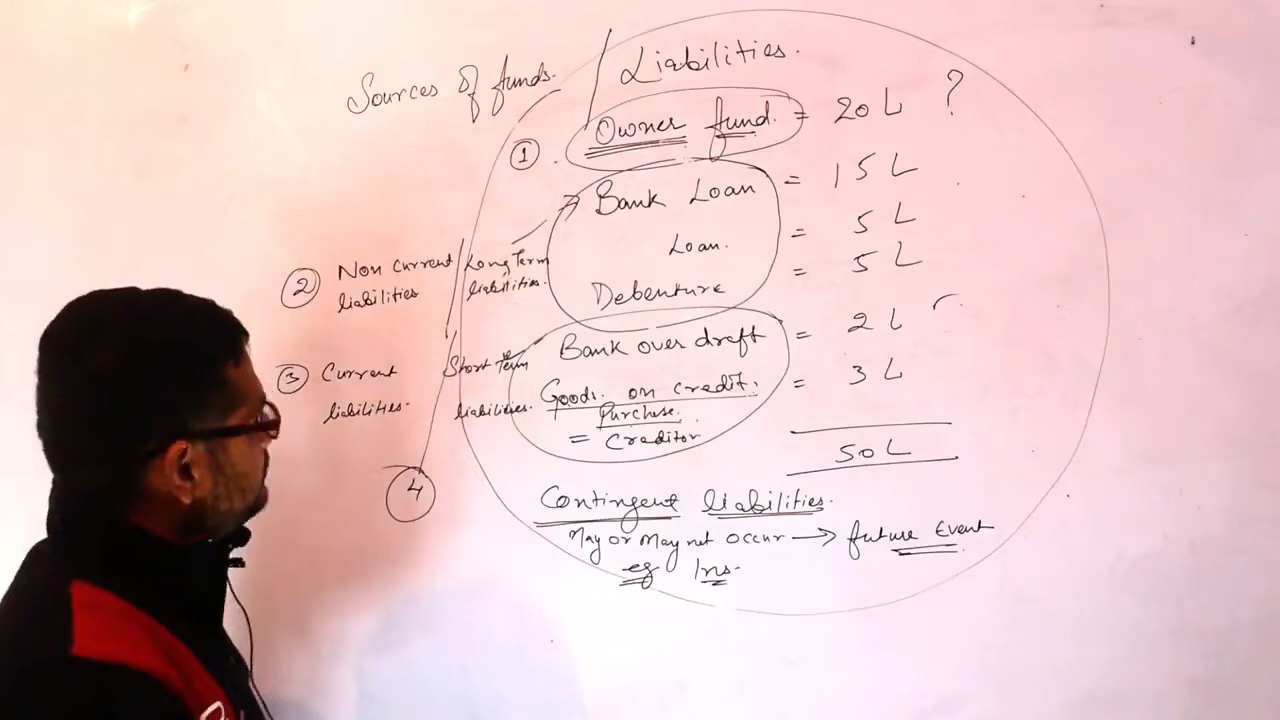 Sources of funds. / Liabilities.
① . Owner fund. = 20 L ?
Bank Loan = 15 L
Loan. = 5 L
② Non current liabilities / Long Term liabilities.
Debenture = 5 L
Bank over draft = 2 L
③ Current liabilities. Short Term liabilities.
Goods. on credit. = 3 L
Purchase.
= Creditor
50 L
④
Contingent liabilities.
May or May not occur → future Event
eg Ins.